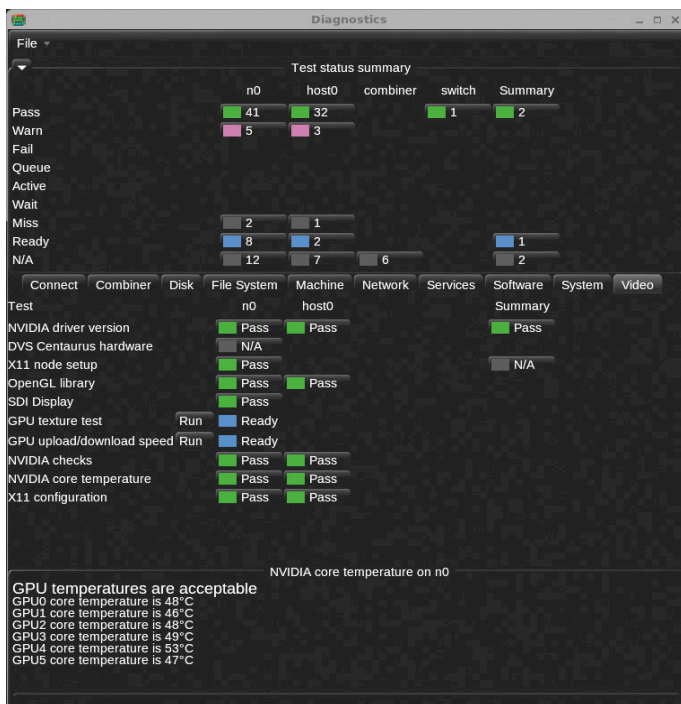 Diagnostics
File
Test status summary
n0 host0 combiner switch Summary
Pass 41 32 1 2
Warn 5 3
Fail
Queue
Active
Wait
Miss 2 1
Ready 8 2 1
N/A 12 7 6 2
Connect Combiner Disk File System Machine Network Services Software System Video
Test n0 host0 Summary
NVIDIA driver version Pass Pass Pass
DVS Centaurus hardware N/A
X11 node setup Pass N/A
OpenGL library Pass Pass
SDI Display Pass
GPU texture test Run Ready
GPU upload/download speed Run Ready
NVIDIA checks Pass Pass
NVIDIA core temperature Pass Pass
X11 configuration Pass Pass
NVIDIA core temperature on n0
GPU temperatures are acceptable
GPU0 core temperature is 48°C
GPU1 core temperature is 46°C
GPU2 core temperature is 48°C
GPU3 core temperature is 49°C
GPU4 core temperature is 53°C
GPU5 core temperature is 47°C